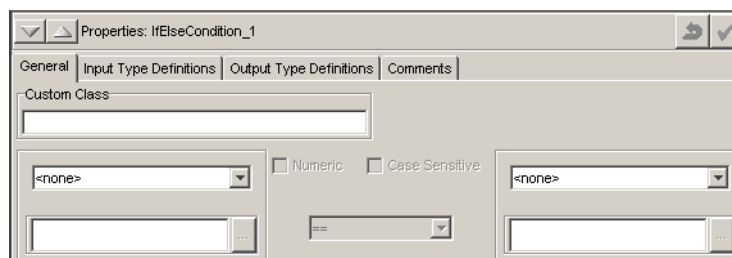 Properties: IfElseCondition_1
General Input Type Definitions Output Type Definitions Comments
Custom Class
<none> Numeric Case Sensitive <none>
... == ...